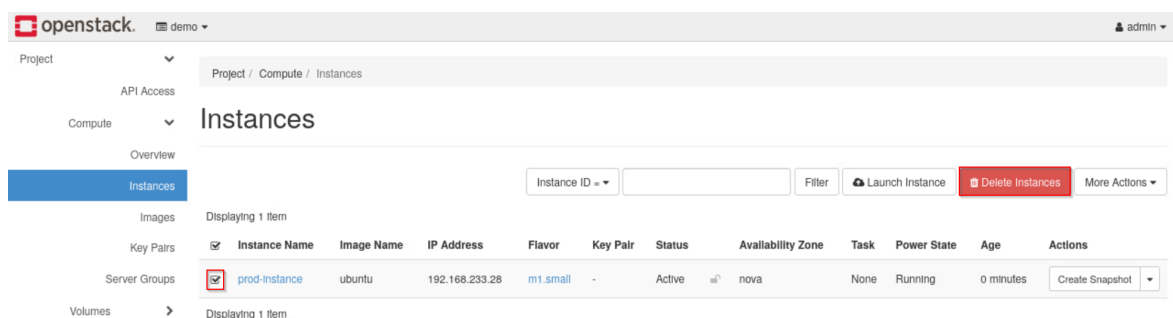 openstack. demo admin
Project
API Access
Compute
Overview
Instances
Images
Key Pairs
Server Groups
Volumes
Project / Compute / Instances
Instances
Instance ID = Filter Launch Instance Delete Instances More Actions
Displaying 1 item
Instance Name Image Name IP Address Flavor Key Pair Status Availability Zone Task Power State Age Actions
prod-instance ubuntu 192.168.233.28 m1.small - Active nova None Running 0 minutes Create Snapshot
Displaying 1 item